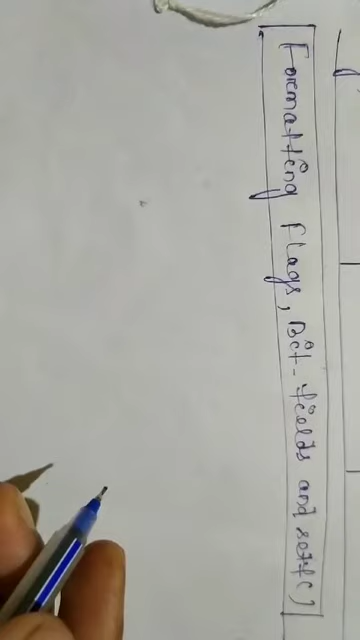 Formatting Flags, Bit-fields and setf()